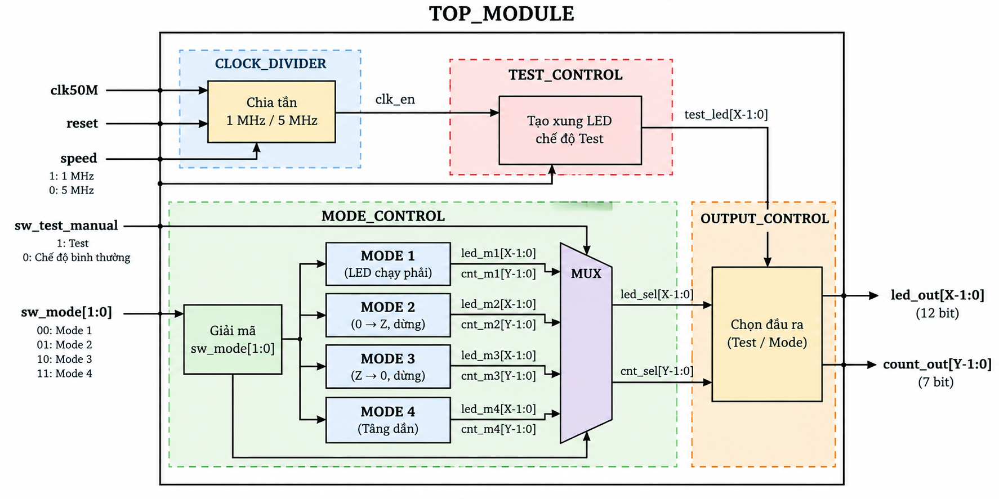 TOP_MODULE
CLOCK_DIVIDER
Chia tần
1 MHz / 5 MHz
clk50M
reset
speed
1: 1 MHz
0: 5 MHz
clk_en
TEST_CONTROL
Tạo xung LED
chế độ Test
test_led[X-1:0]
sw_test_manual
1: Test
0: Chế độ bình thường
MODE_CONTROL
sw_mode[1:0]
00: Mode 1
01: Mode 2
10: Mode 3
11: Mode 4
Giải mã
sw_mode[1:0]
MODE 1
(LED chạy phải)
led_m1[X-1:0]
cnt_m1[Y-1:0]
MODE 2
(0 → Z, dừng)
led_m2[X-1:0]
cnt_m2[Y-1:0]
MODE 3
(Z → 0, dừng)
led_m3[X-1:0]
cnt_m3[Y-1:0]
MODE 4
(Tăng dần)
led_m4[X-1:0]
cnt_m4[Y-1:0]
MUX
led_sel[X-1:0]
cnt_sel[Y-1:0]
OUTPUT_CONTROL
Chọn đầu ra
(Test / Mode)
led_out[X-1:0]
(12 bit)
count_out[Y-1:0]
(7 bit)